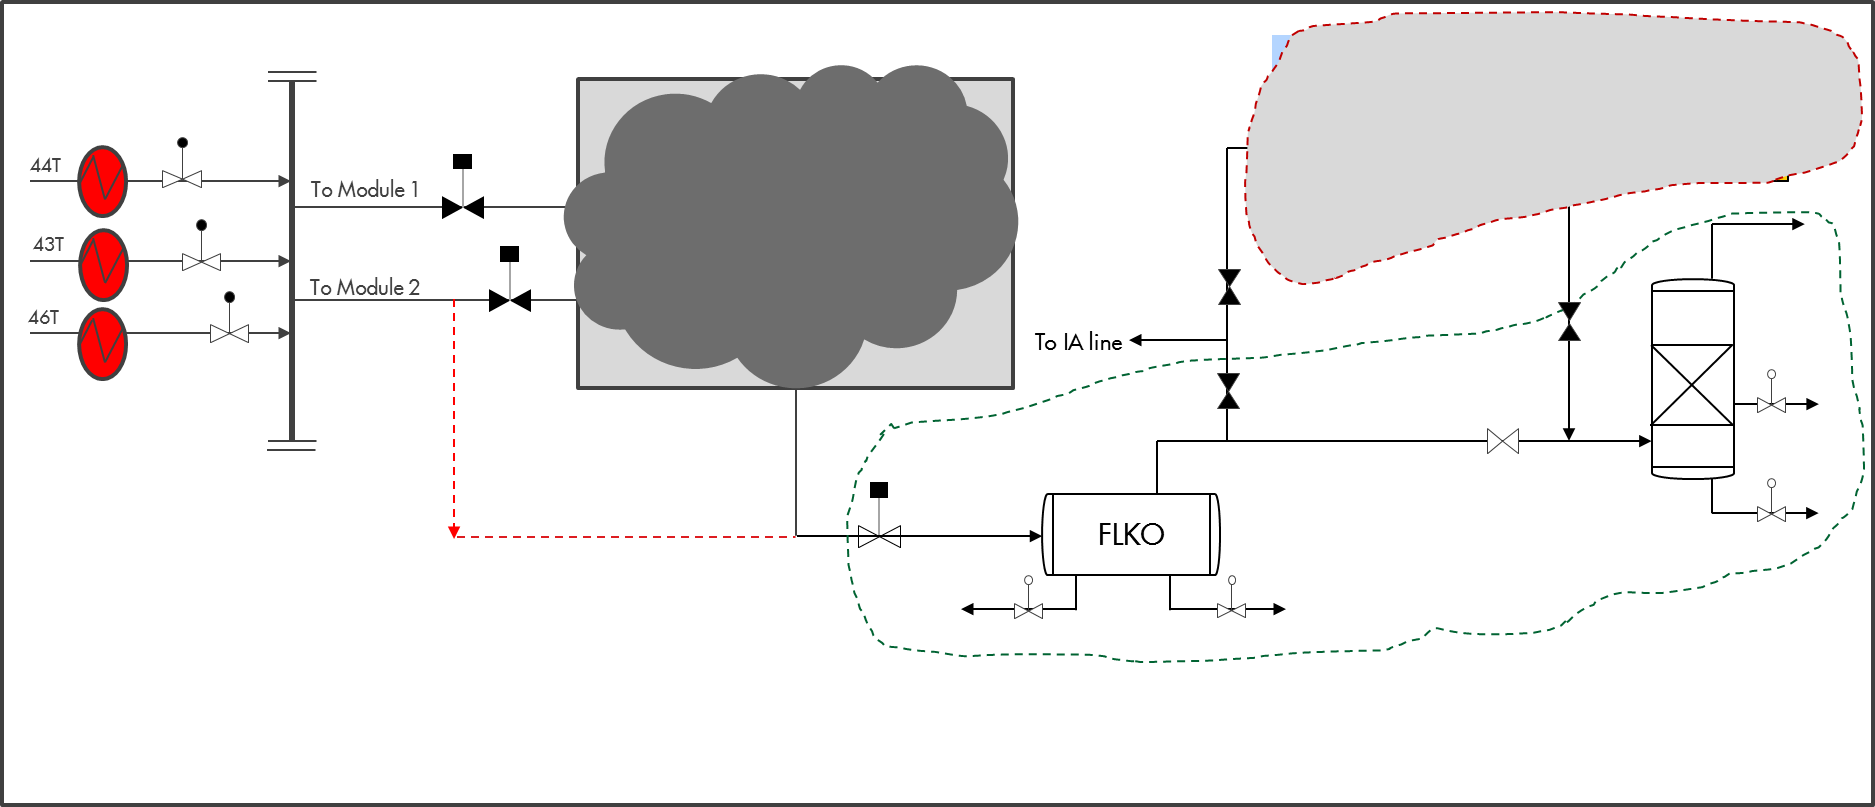 44T
To Module 1
43T
To Module 2
46T
To IA line
FLKO